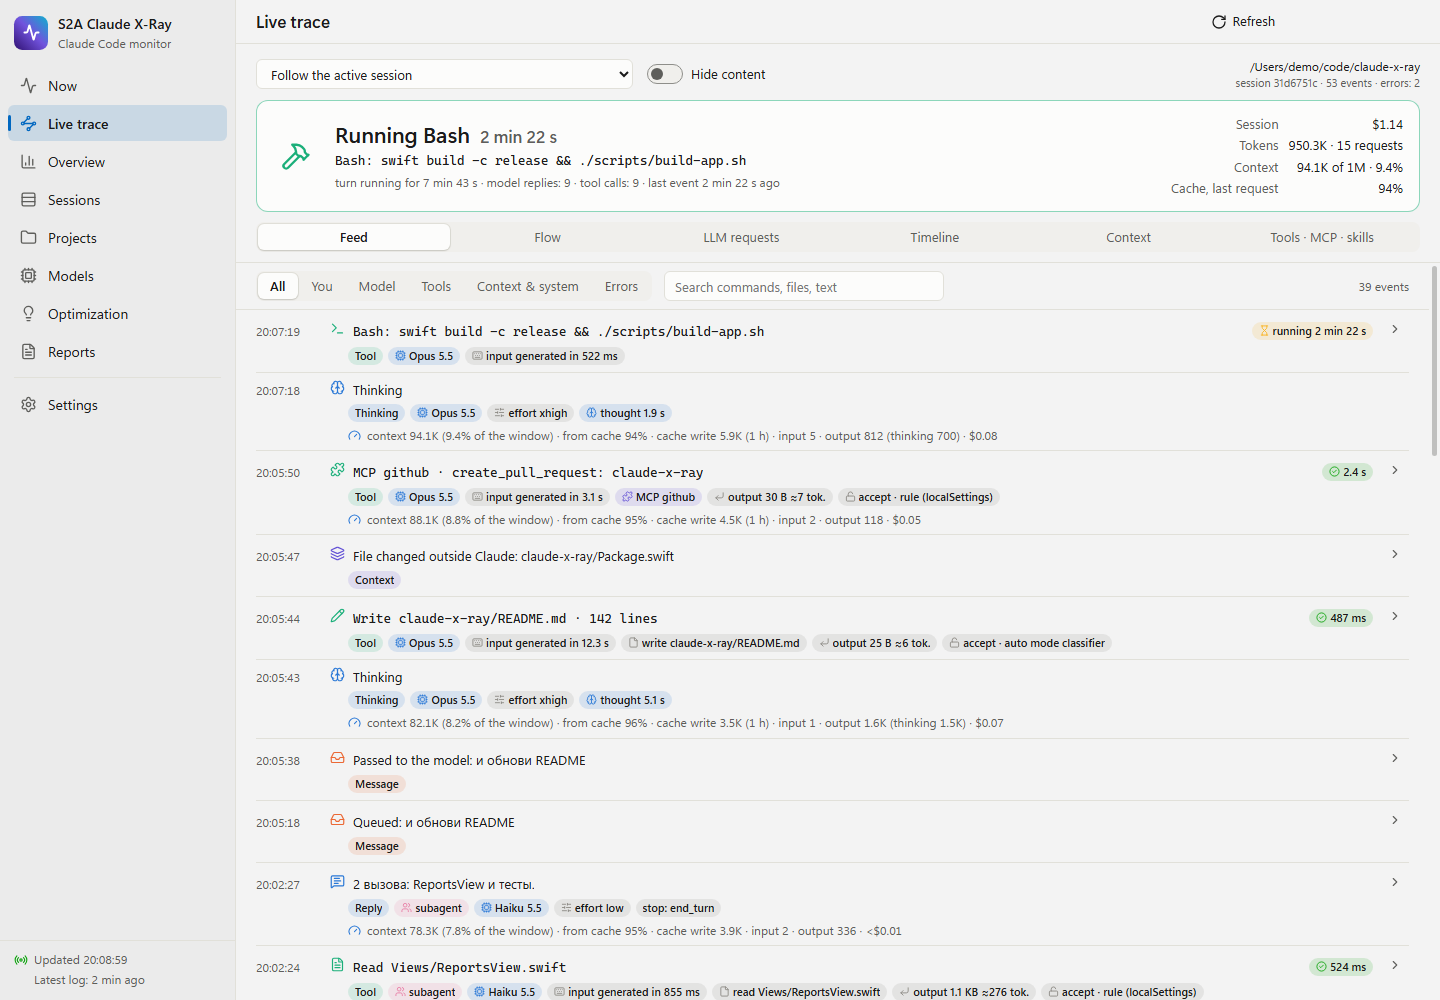 S2A Claude X-Ray
Claude Code monitor
Now
Live trace
Overview
Sessions
Projects
Models
Optimization
Reports
Settings
Updated 20:08:59
Latest log: 2 min ago
Live trace
Refresh
Follow the active session
Hide content
/Users/demo/code/claude-x-ray
session 31d6751c · 53 events · errors: 2
Running Bash 2 min 22 s
Bash: swift build -c release && ./scripts/build-app.sh
turn running for 7 min 43 s · model replies: 9 · tool calls: 9 · last event 2 min 22 s ago
Session $1.14
Tokens 950.3K · 15 requests
Context 94.1K of 1M · 9.4%
Cache, last request 94%
Feed Flow LLM requests Timeline Context Tools · MCP · skills
All You Model Tools Context & system Errors Search commands, files, text 39 events
20:07:19 Bash: swift build -c release && ./scripts/build-app.sh running 2 min 22 s
Tool Opus 5.5 input generated in 522 ms
20:07:18 Thinking
Thinking Opus 5.5 effort xhigh thought 1.9 s
context 94.1K (9.4% of the window) · from cache 94% · cache write 5.9K (1 h) · input 5 · output 812 (thinking 700) · $0.08
20:05:50 MCP github · create_pull_request: claude-x-ray 2.4 s
Tool Opus 5.5 input generated in 3.1 s MCP github output 30 B ≈7 tok. accept · rule (localSettings)
context 88.1K (8.8% of the window) · from cache 95% · cache write 4.5K (1 h) · input 2 · output 118 · $0.05
20:05:47 File changed outside Claude: claude-x-ray/Package.swift
Context
20:05:44 Write claude-x-ray/README.md · 142 lines 487 ms
Tool Opus 5.5 input generated in 12.3 s write claude-x-ray/README.md output 25 B ≈6 tok. accept · auto mode classifier
20:05:43 Thinking
Thinking Opus 5.5 effort xhigh thought 5.1 s
context 82.1K (8.2% of the window) · from cache 96% · cache write 3.5K (1 h) · input 1 · output 1.6K (thinking 1.5K) · $0.07
20:05:38 Passed to the model: и обнови README
Message
20:05:18 Queued: и обнови README
Message
20:02:27 2 вызова: ReportsView и тесты.
Reply subagent Haiku 5.5 effort low stop: end_turn
context 78.3K (7.8% of the window) · from cache 95% · cache write 3.9K · input 2 · output 336 · <$0.01
20:02:24 Read Views/ReportsView.swift 524 ms
Tool subagent Haiku 5.5 input generated in 855 ms read Views/ReportsView.swift output 1.1 KB ≈276 tok. accept · rule (localSettings)